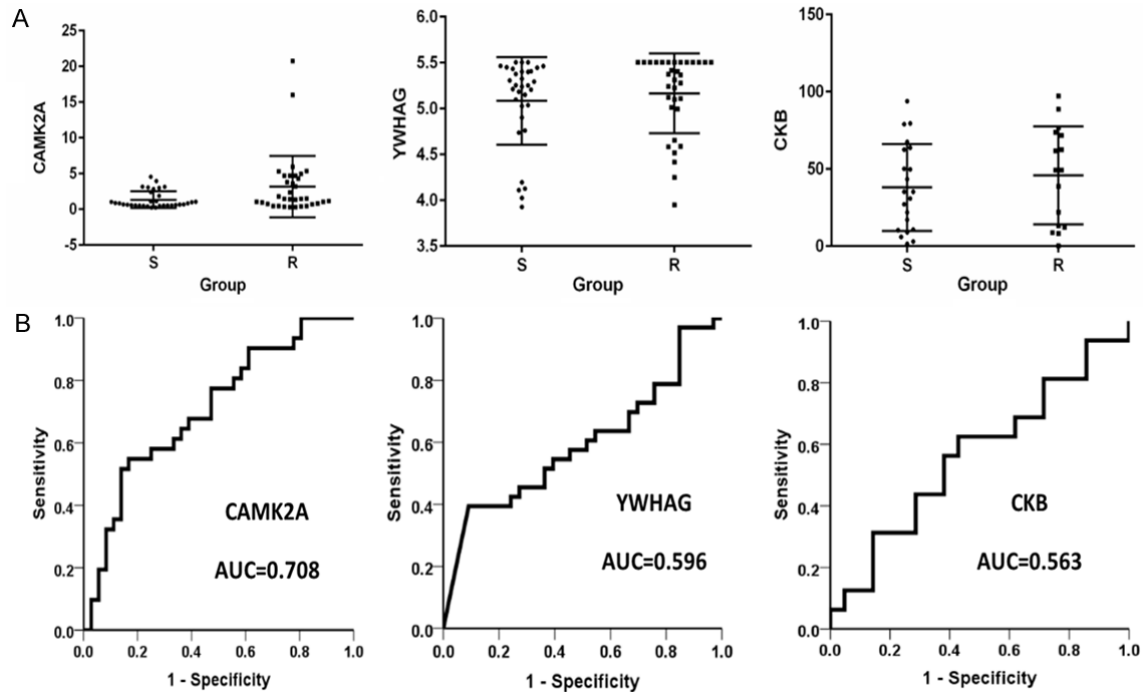 A
CAMK2A
25
20
15
10
5
0
-5
S
R
Group
YWHAG
6.0
5.5
5.0
4.5
4.0
3.5
S
R
Group
CKB
150
100
50
0
S
R
Group
B
Sensitivity
1.0
0.8
0.6
0.4
0.2
0.0
CAMK2A
AUC=0.708
0.0 0.2 0.4 0.6 0.8 1.0
1 - Specificity
Sensitivity
1.0
0.8
0.6
0.4
0.2
0.0
YWHAG
AUC=0.596
0.0 0.2 0.4 0.6 0.8 1.0
1 - Specificity
Sensitivity
1.0
0.8
0.6
0.4
0.2
0.0
CKB
AUC=0.563
0.0 0.2 0.4 0.6 0.8 1.0
1 - Specificity